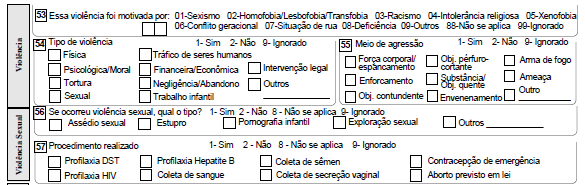 53 Essa violência foi motivada por: 01-Sexismo 02-Homofobia/Lesbofobia/Transfobia 03-Racismo 04-Intolerância religiosa 05-Xenofobia
06-Conflito geracional 07-Situação de rua 08-Deficiência 09-Outros 88-Não se aplica 99-Ignorado
Violência
54 Tipo de violência 1- Sim 2- Não 9- Ignorado
Física Tráfico de seres humanos
Psicológica/Moral Financeira/Econômica Intervenção legal
Tortura Negligência/Abandono Outros
Sexual Trabalho infantil
55 Meio de agressão 1- Sim 2- Não 9- Ignorado
Força corporal/ espancamento Obj. pérfuro-cortante Arma de fogo
Enforcamento Substância/ Obj. quente Ameaça
Obj. contundente Envenenamento Outro
Violência Sexual
56 Se ocorreu violência sexual, qual o tipo? 1- Sim 2 - Não 8 - Não se aplica 9- Ignorado
Assédio sexual Estupro Pornografia infantil Exploração sexual Outros
57 Procedimento realizado 1- Sim 2 - Não 8 - Não se aplica 9- Ignorado
Profilaxia DST Profilaxia Hepatite B Coleta de sêmen Contracepção de emergência
Profilaxia HIV Coleta de sangue Coleta de secreção vaginal Aborto previsto em lei